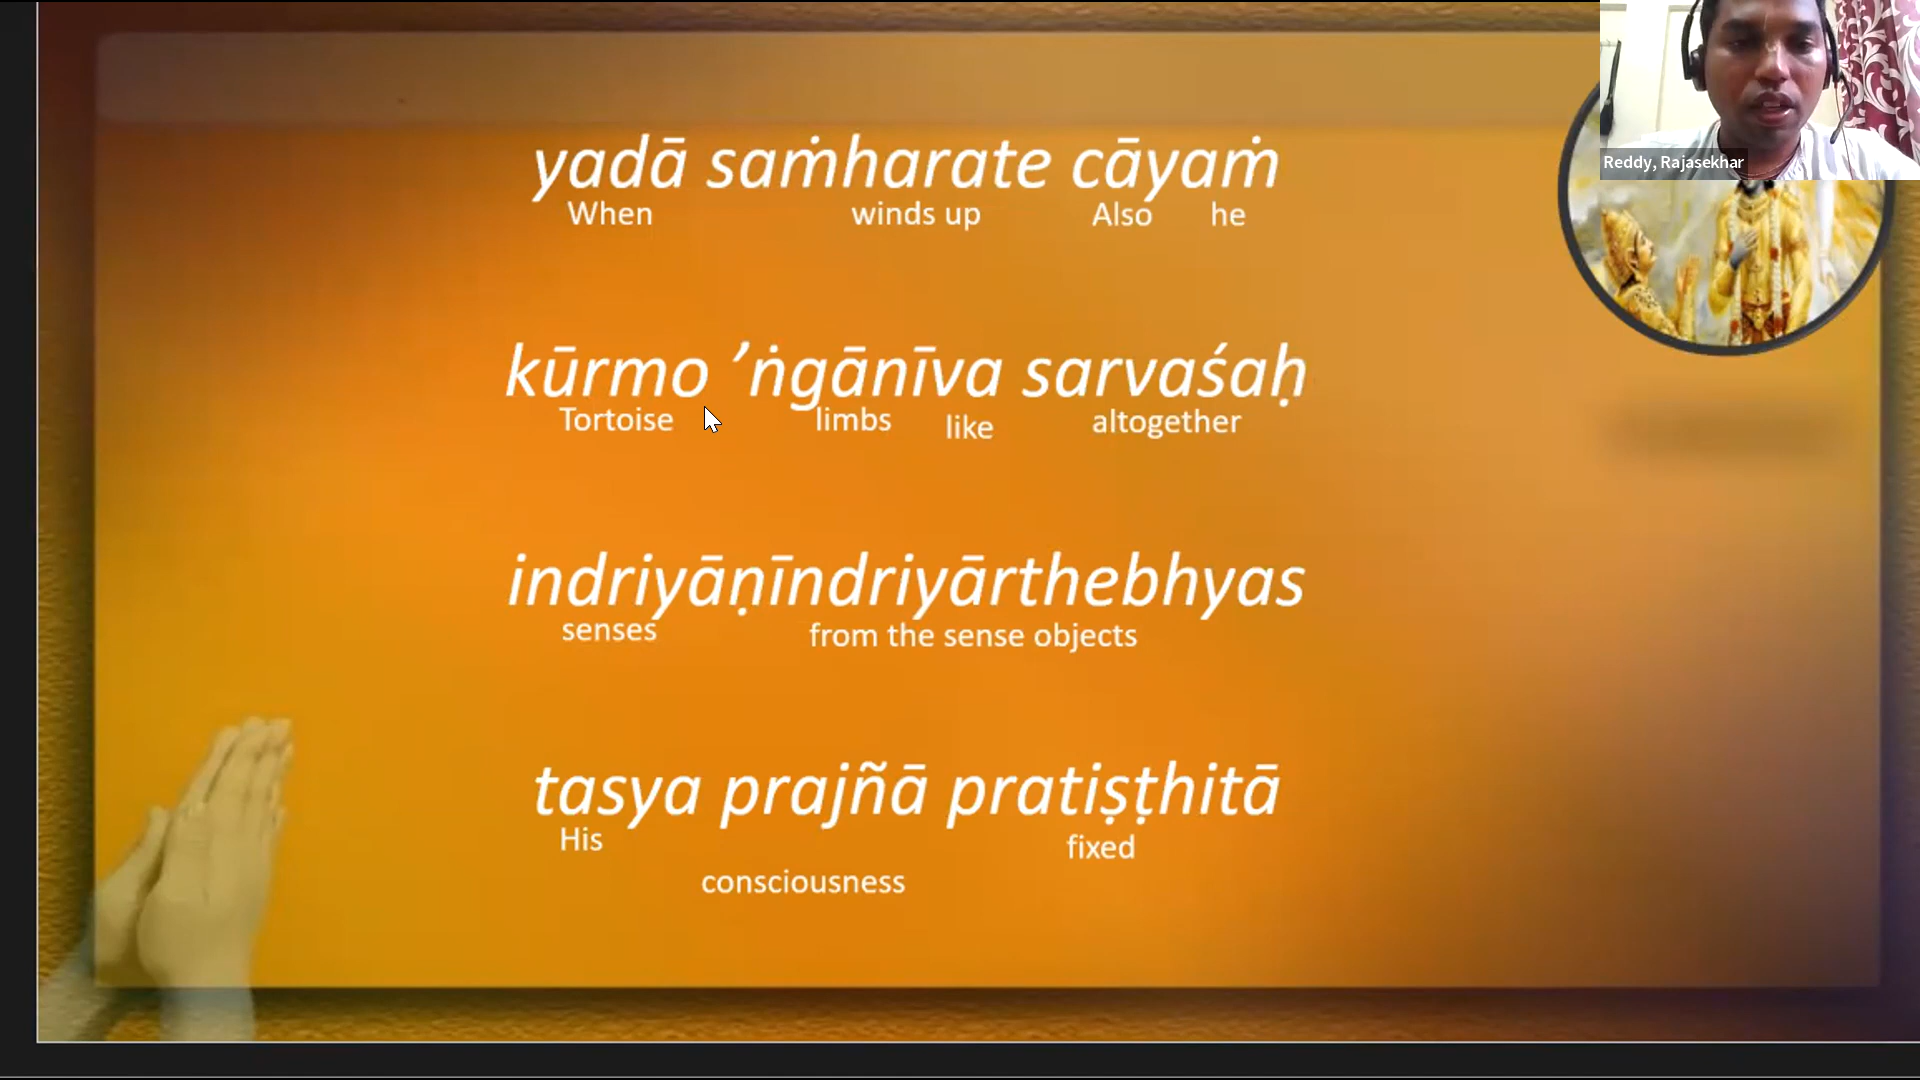 yadā saṁharate cāyaṁ
When winds up Also he
kūrmo ’ṅgānīva sarvaśaḥ
Tortoise limbs like altogether
indriyāṇīndriyārthebhyas
senses from the sense objects
tasya prajñā pratiṣṭhitā
His consciousness fixed
Reddy, Rajasekhar